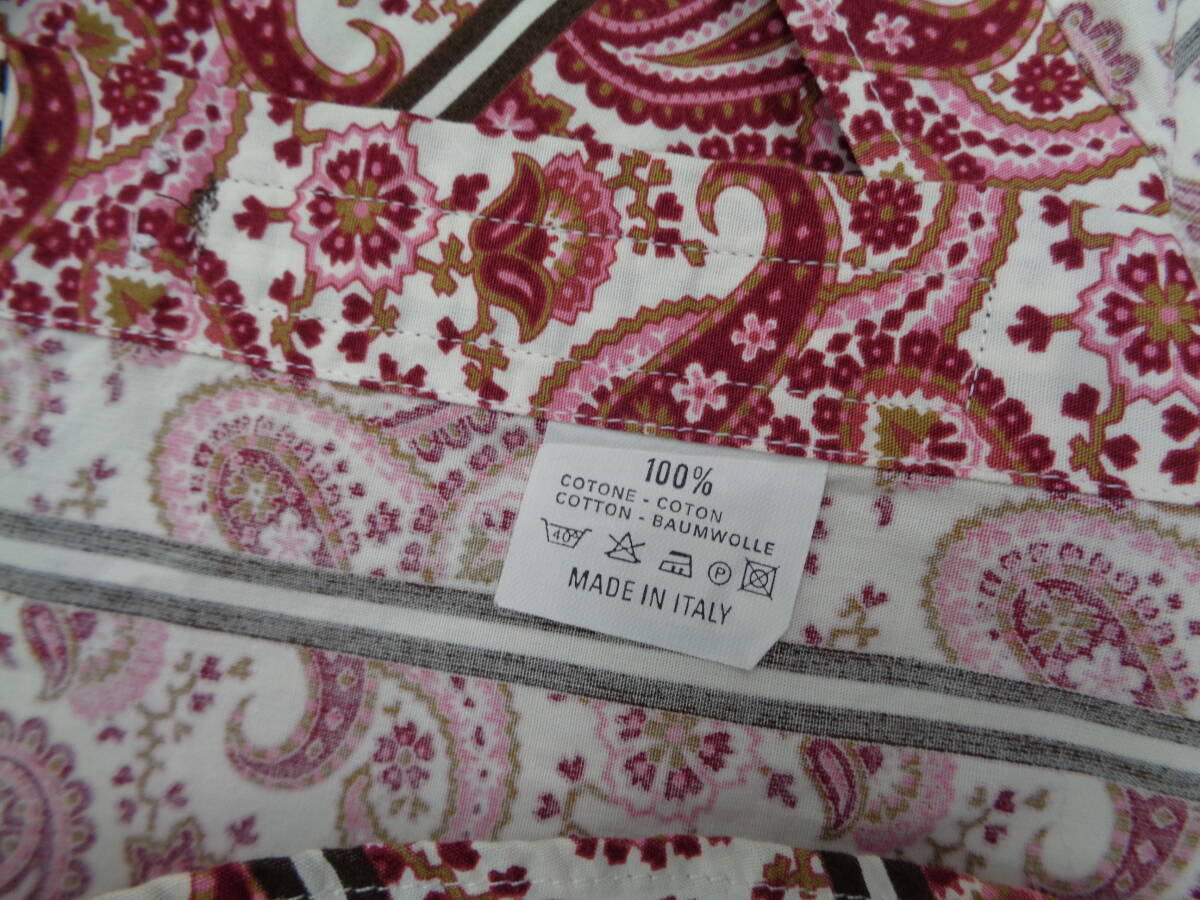 100%
COTONE - COTON
COTTON - BAUMWOLLE
40°
P
MADE IN ITALY